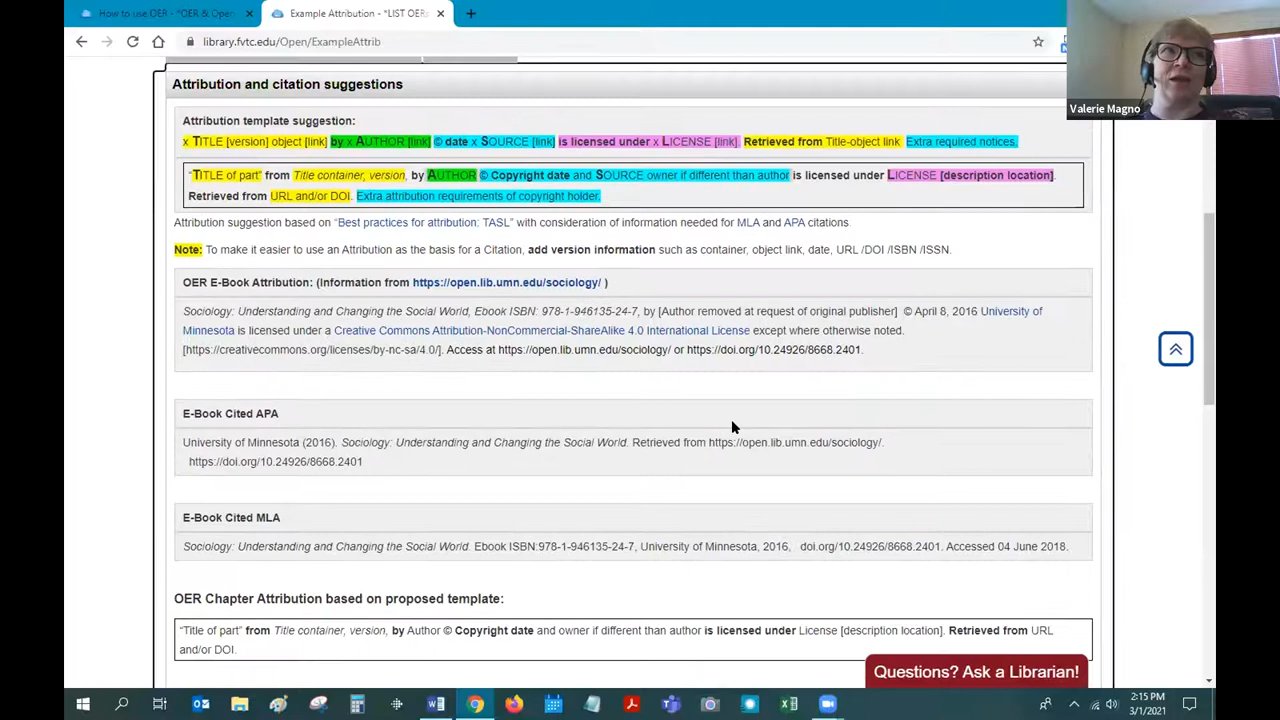 How to use OER - *OER & Open
Example Attribution - *LIST OERs
library.fvtc.edu/Open/ExampleAttrib
Valerie Magno
Attribution and citation suggestions
Attribution template suggestion:
x TITLE [version] object [link] by x AUTHOR [link] © date x SOURCE [link] is licensed under x LICENSE [link]. Retrieved from Title-object link. Extra required notices.
“TITLE of part” from Title container, version, by AUTHOR © Copyright date and SOURCE owner if different than author is licensed under LICENSE [description location].
Retrieved from URL and/or DOI. Extra attribution requirements of copyright holder.
Attribution suggestion based on “Best practices for attribution: TASL” with consideration of information needed for MLA and APA citations.
Note: To make it easier to use an Attribution as the basis for a Citation, add version information such as container, object link, date, URL /DOI /ISBN /ISSN.
OER E-Book Attribution: (Information from https://open.lib.umn.edu/sociology/ )
Sociology: Understanding and Changing the Social World, Ebook ISBN: 978-1-946135-24-7, by [Author removed at request of original publisher] © April 8, 2016 University of
Minnesota is licensed under a Creative Commons Attribution-NonCommercial-ShareAlike 4.0 International License except where otherwise noted.
[https://creativecommons.org/licenses/by-nc-sa/4.0/]. Access at https://open.lib.umn.edu/sociology/ or https://doi.org/10.24926/8668.2401.
E-Book Cited APA
University of Minnesota (2016). Sociology: Understanding and Changing the Social World. Retrieved from https://open.lib.umn.edu/sociology/.
https://doi.org/10.24926/8668.2401
E-Book Cited MLA
Sociology: Understanding and Changing the Social World. Ebook ISBN:978-1-946135-24-7, University of Minnesota, 2016, doi.org/10.24926/8668.2401. Accessed 04 June 2018.
OER Chapter Attribution based on proposed template:
“Title of part” from Title container, version, by Author © Copyright date and owner if different than author is licensed under License [description location]. Retrieved from URL
and/or DOI.
Questions? Ask a Librarian!
2:15 PM
3/1/2021